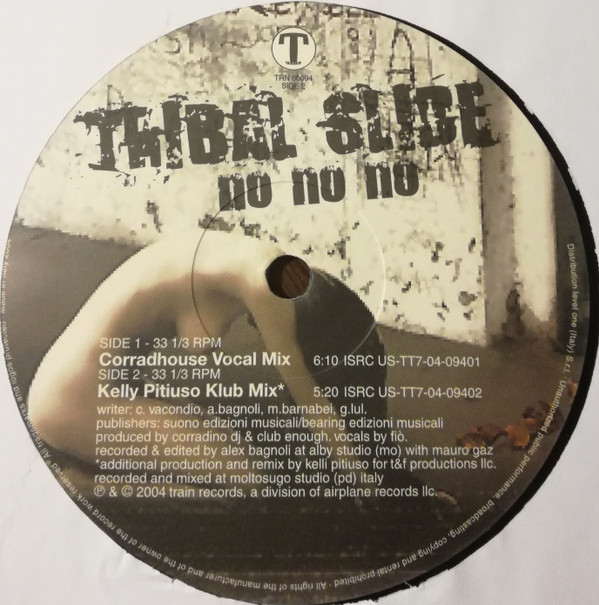 T
TRN 60094
SIDE 2
TRIBAL SLIDE
no no no
SIDE 1 - 33 1/3 RPM
Corradhouse Vocal Mix 6:10 ISRC US-TT7-04-09401
SIDE 2 - 33 1/3 RPM
Kelly Pitiuso Klub Mix* 5:20 ISRC US-TT7-04-09402
writer: c. vacondio, a.bagnoli, m.barnabei, g.lul.
publishers: suono edizioni musicali/bearing edizioni musicali
produced by corradino dj & club enough. vocals by fiò.
recorded & edited by alex bagnoli at alby studio (mo) with mauro gaz
*additional production and remix by kelli pitiuso for t&f productions llc.
recorded and mixed at moltosugo studio (pd) italy
℗ & © 2004 train records, a division of airplane records llc.
Distribution level one (italy) S.r.l. Unauthorized public performance, broadcasting, copying and rental prohibited - All rights of the manufacturer and of the owner of the record work reserved.